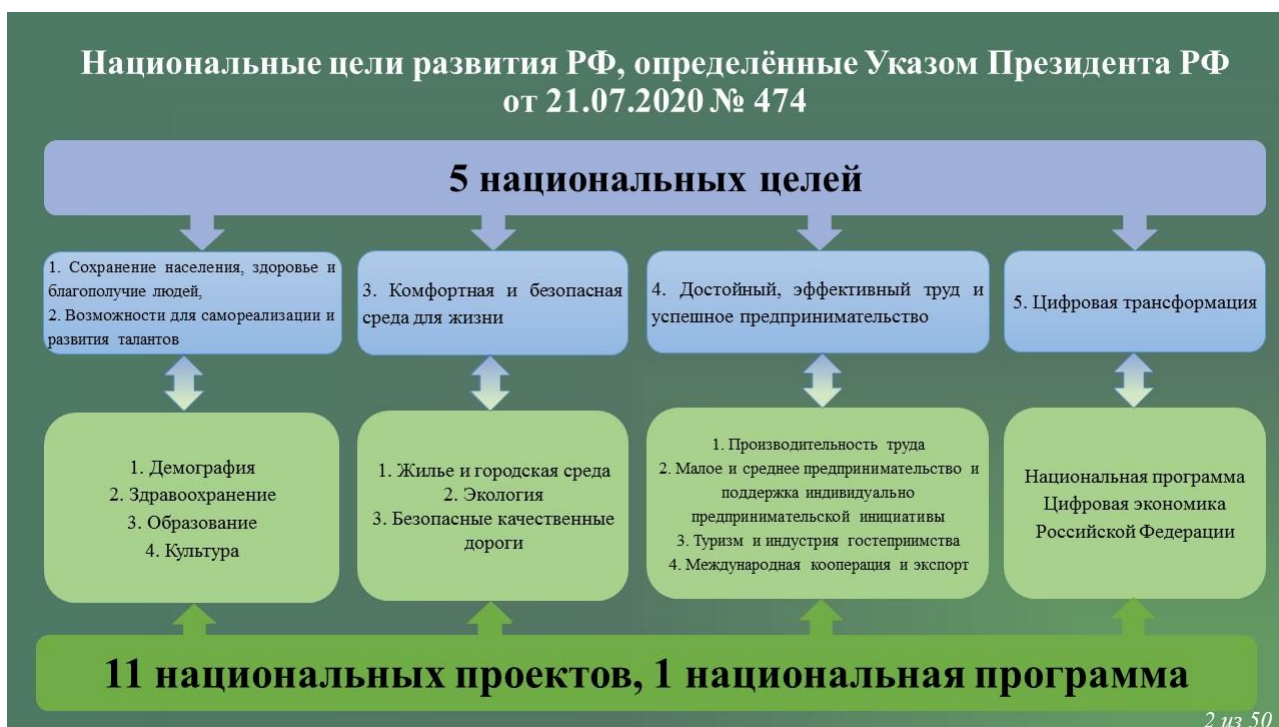 Национальные цели развития РФ, определённые Указом Президента РФ
от 21.07.2020 № 474
5 национальных целей
1. Сохранение населения, здоровье и
благополучие людей,
2. Возможности для самореализации и
развития талантов
3. Комфортная и безопасная
среда для жизни
4. Достойный, эффективный труд и
успешное предпринимательство
5. Цифровая трансформация
1. Демография
2. Здравоохранение
3. Образование
4. Культура
1. Жилье и городская среда
2. Экология
3. Безопасные качественные
дороги
1. Производительность труда
2. Малое и среднее предпринимательство и
поддержка индивидуально
предпринимательской инициативы
3. Туризм и индустрия гостеприимства
4. Международная кооперация и экспорт
Национальная программа
Цифровая экономика
Российской Федерации
11 национальных проектов, 1 национальная программа
2 из 50